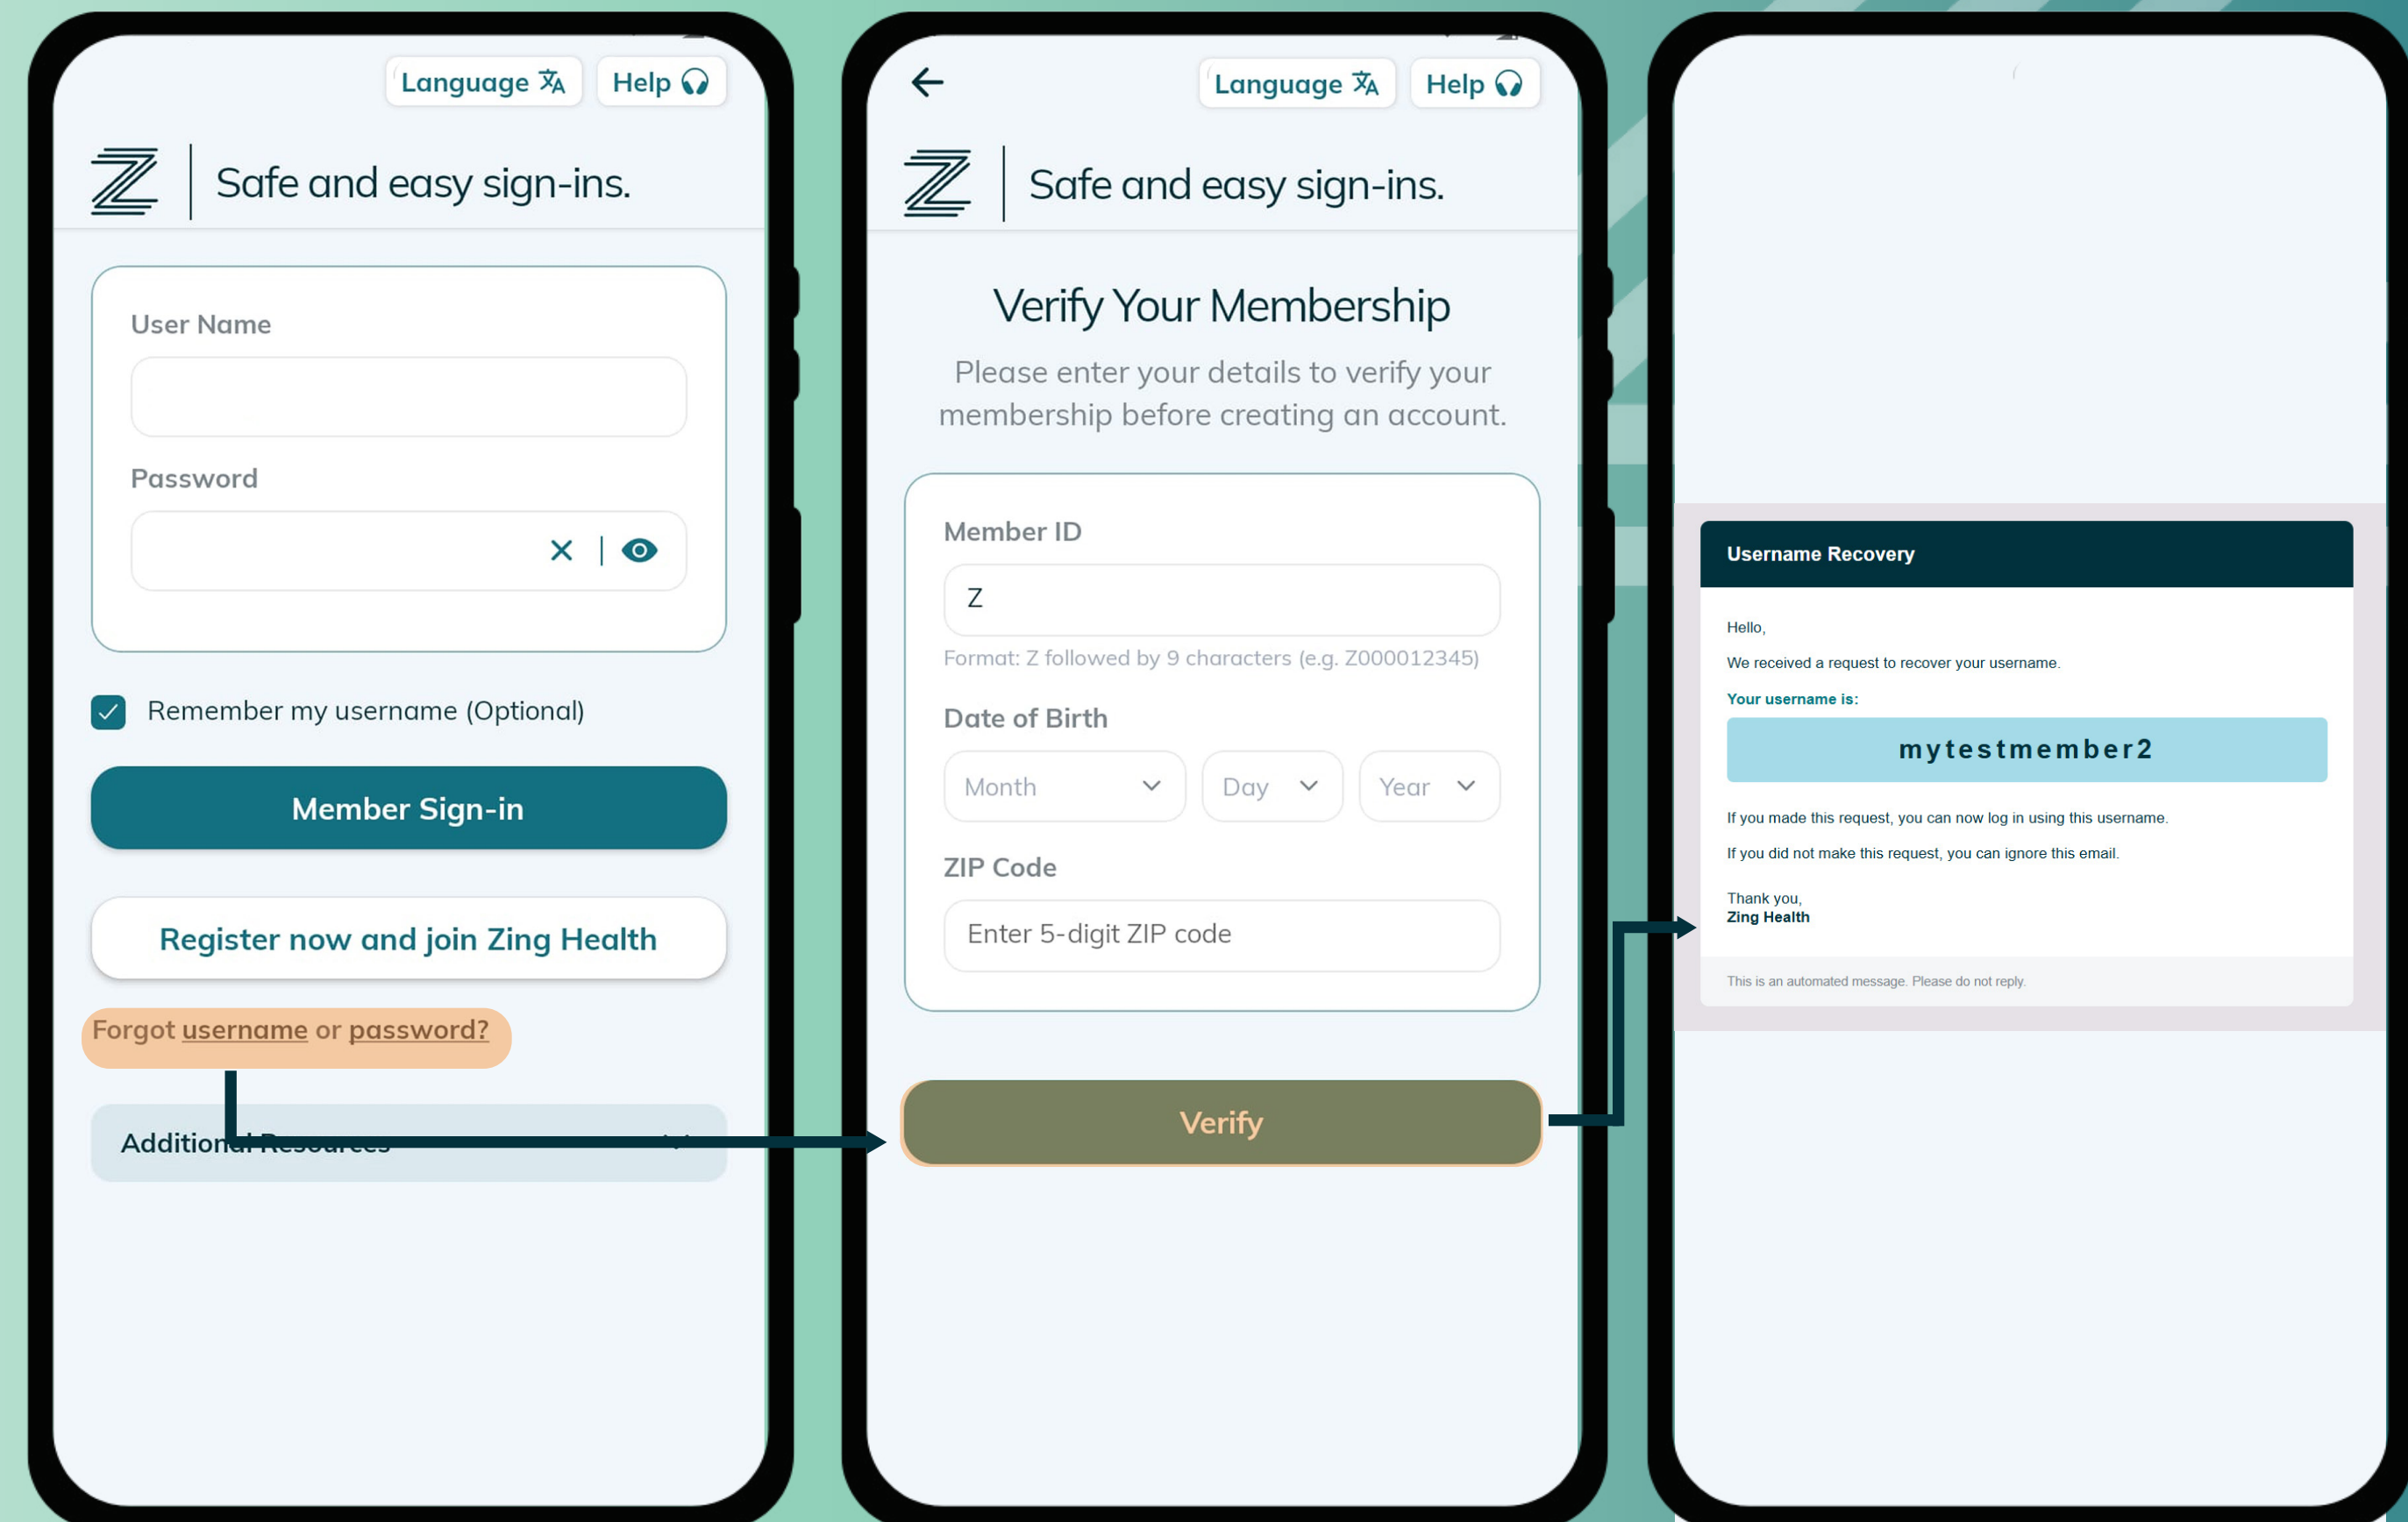 Language
Help
Safe and easy sign-ins.
User Name
Password
Remember my username (Optional)
Member Sign-in
Register now and join Zing Health
Forgot username or password?
Additional Resources
Language
Help
Safe and easy sign-ins.
Verify Your Membership
Please enter your details to verify your
membership before creating an account.
Member ID
Z
Format: Z followed by 9 characters (e.g. Z000012345)
Date of Birth
Month
Day
Year
ZIP Code
Enter 5-digit ZIP code
Verify
Username Recovery
Hello,
We received a request to recover your username.
Your username is:
mytestmember2
If you made this request, you can now log in using this username.
If you did not make this request, you can ignore this email.
Thank you,
Zing Health
This is an automated message. Please do not reply.